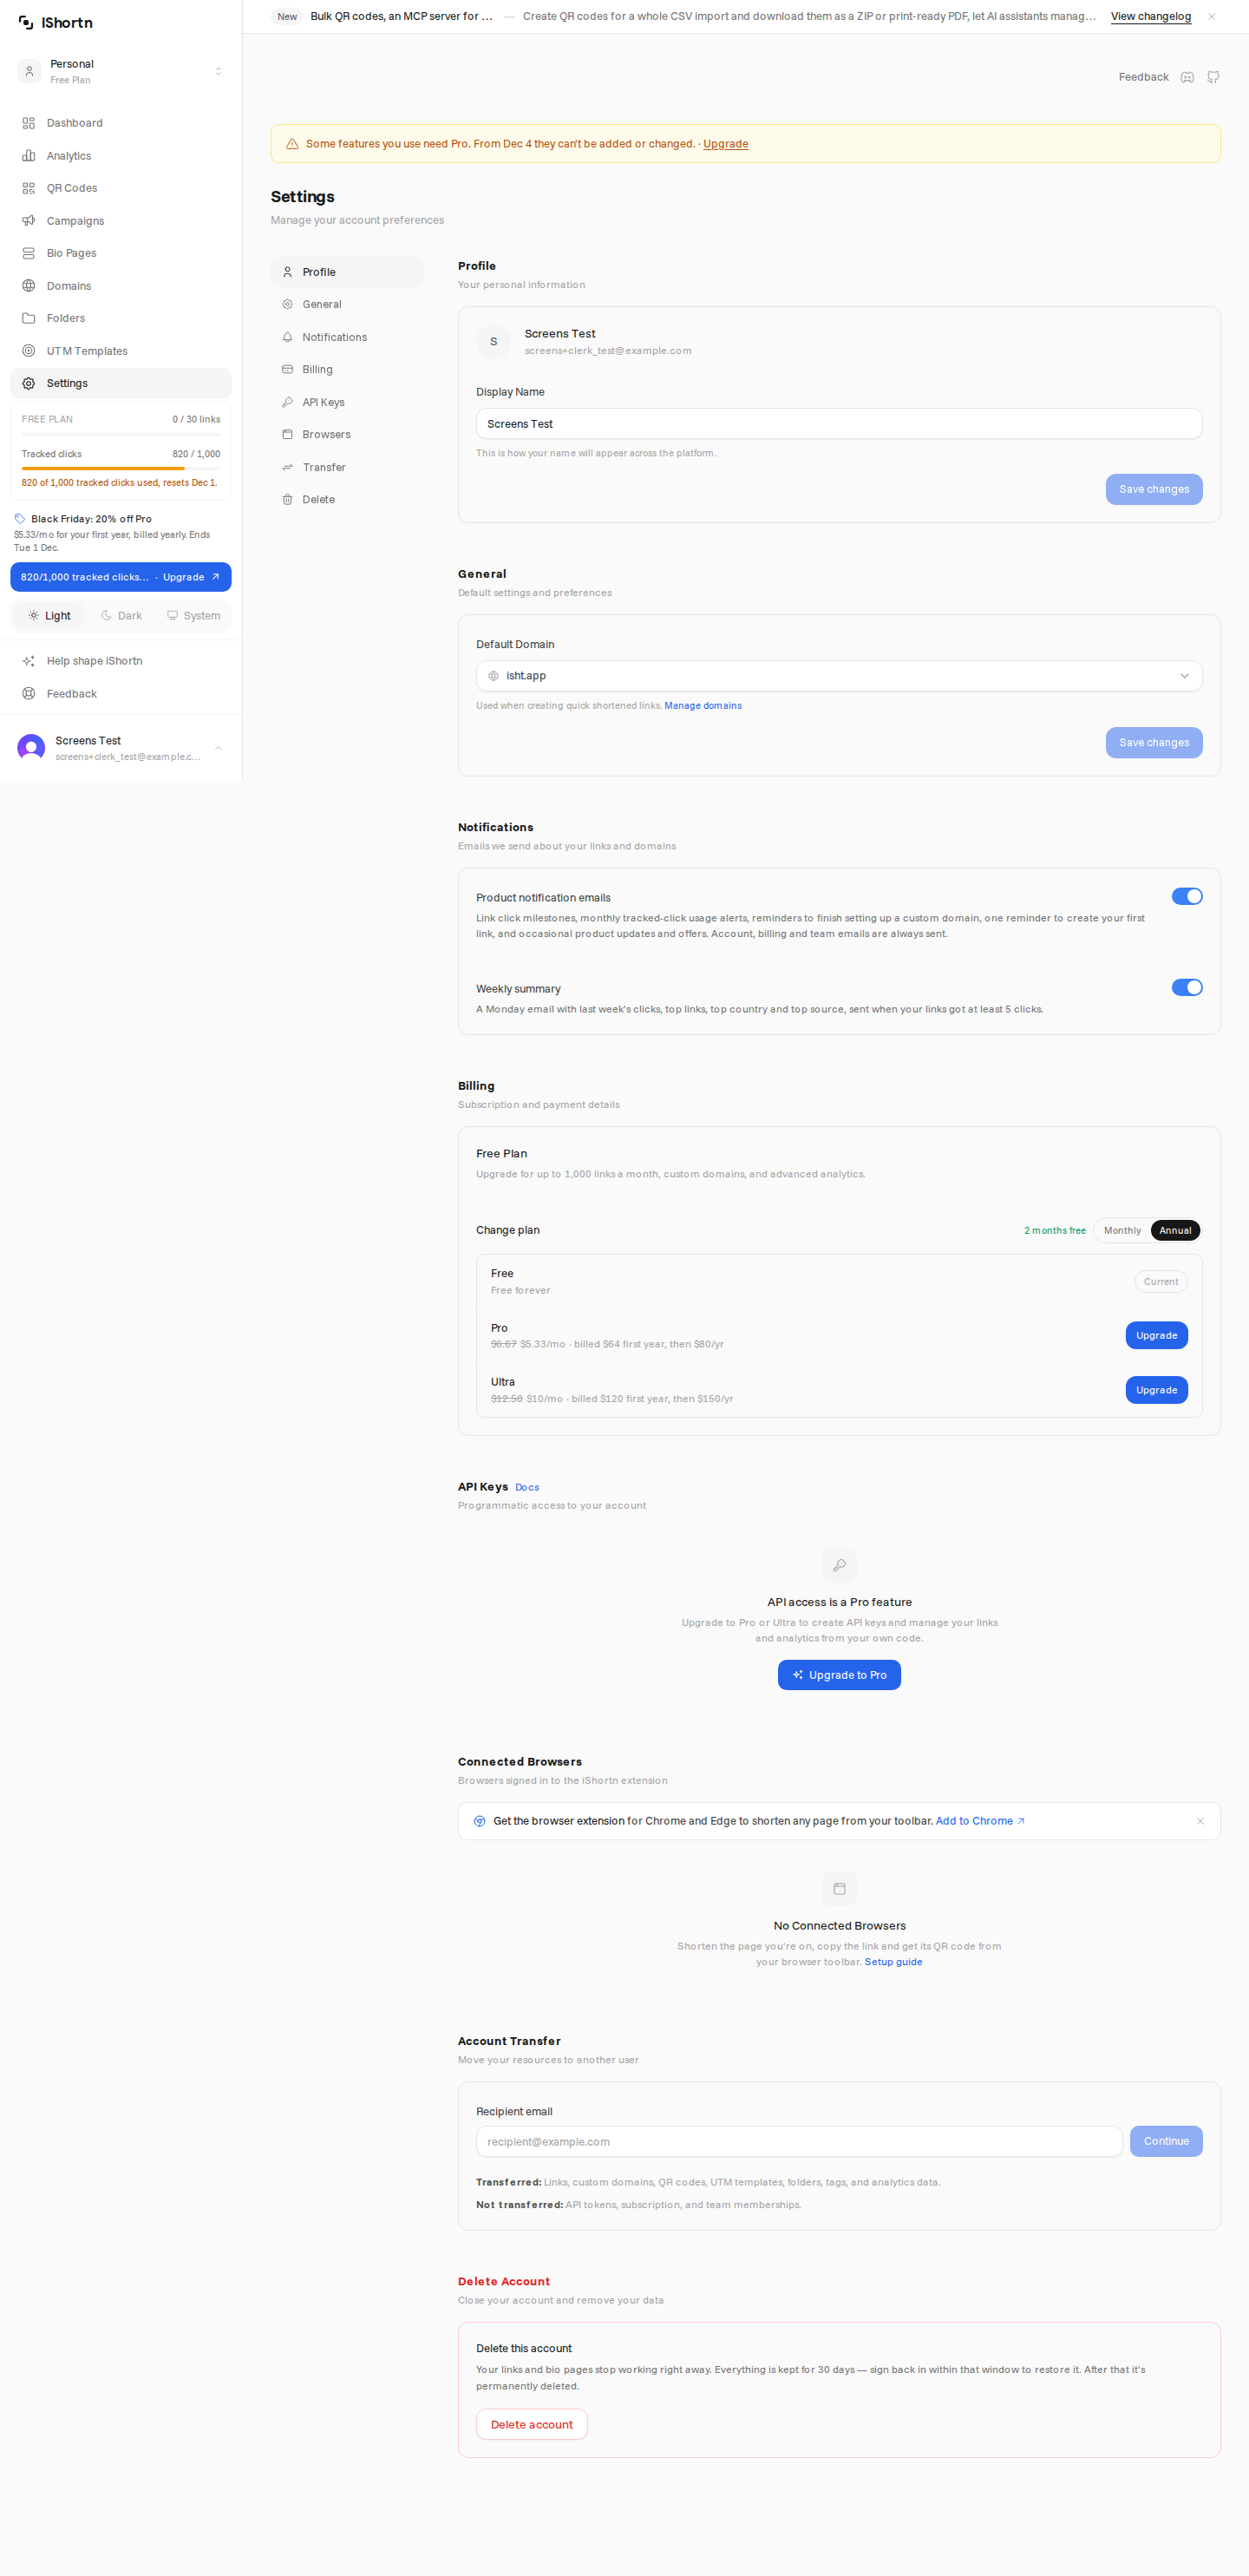 iShortn
Personal
Free Plan
Dashboard
Analytics
QR Codes
Campaigns
Bio Pages
Domains
Folders
UTM Templates
Settings
FREE PLAN 0 / 30 links
Tracked clicks 820 / 1,000
820 of 1,000 tracked clicks used, resets Dec 1.
Black Friday: 20% off Pro
$5.33/mo for your first year, billed yearly. Ends
Tue 1 Dec.
820/1,000 tracked clicks... · Upgrade
Light Dark System
Help shape iShortn
Feedback
Screens Test
screens+clerk_test@example.c...
New Bulk QR codes, an MCP server for ... — Create QR codes for a whole CSV import and download them as a ZIP or print-ready PDF, let AI assistants manag... View changelog
Feedback
Some features you use need Pro. From Dec 4 they can't be added or changed. · Upgrade
Settings
Manage your account preferences
Profile
General
Notifications
Billing
API Keys
Browsers
Transfer
Delete
Profile
Your personal information
S
Screens Test
screens+clerk_test@example.com
Display Name
Screens Test
This is how your name will appear across the platform.
Save changes
General
Default settings and preferences
Default Domain
isht.app
Used when creating quick shortened links. Manage domains
Save changes
Notifications
Emails we send about your links and domains
Product notification emails
Link click milestones, monthly tracked-click usage alerts, reminders to finish setting up a custom domain, one reminder to create your first
link, and occasional product updates and offers. Account, billing and team emails are always sent.
Weekly summary
A Monday email with last week's clicks, top links, top country and top source, sent when your links got at least 5 clicks.
Billing
Subscription and payment details
Free Plan
Upgrade for up to 1,000 links a month, custom domains, and advanced analytics.
Change plan 2 months free Monthly Annual
Free
Free forever
Current
Pro
$6.67 $5.33/mo · billed $64 first year, then $80/yr
Upgrade
Ultra
$12.50 $10/mo · billed $120 first year, then $150/yr
Upgrade
API Keys Docs
Programmatic access to your account
API access is a Pro feature
Upgrade to Pro or Ultra to create API keys and manage your links
and analytics from your own code.
Upgrade to Pro
Connected Browsers
Browsers signed in to the iShortn extension
Get the browser extension for Chrome and Edge to shorten any page from your toolbar. Add to Chrome
No Connected Browsers
Shorten the page you're on, copy the link and get its QR code from
your browser toolbar. Setup guide
Account Transfer
Move your resources to another user
Recipient email
recipient@example.com
Continue
Transferred: Links, custom domains, QR codes, UTM templates, folders, tags, and analytics data.
Not transferred: API tokens, subscription, and team memberships.
Delete Account
Close your account and remove your data
Delete this account
Your links and bio pages stop working right away. Everything is kept for 30 days — sign back in within that window to restore it. After that it's
permanently deleted.
Delete account